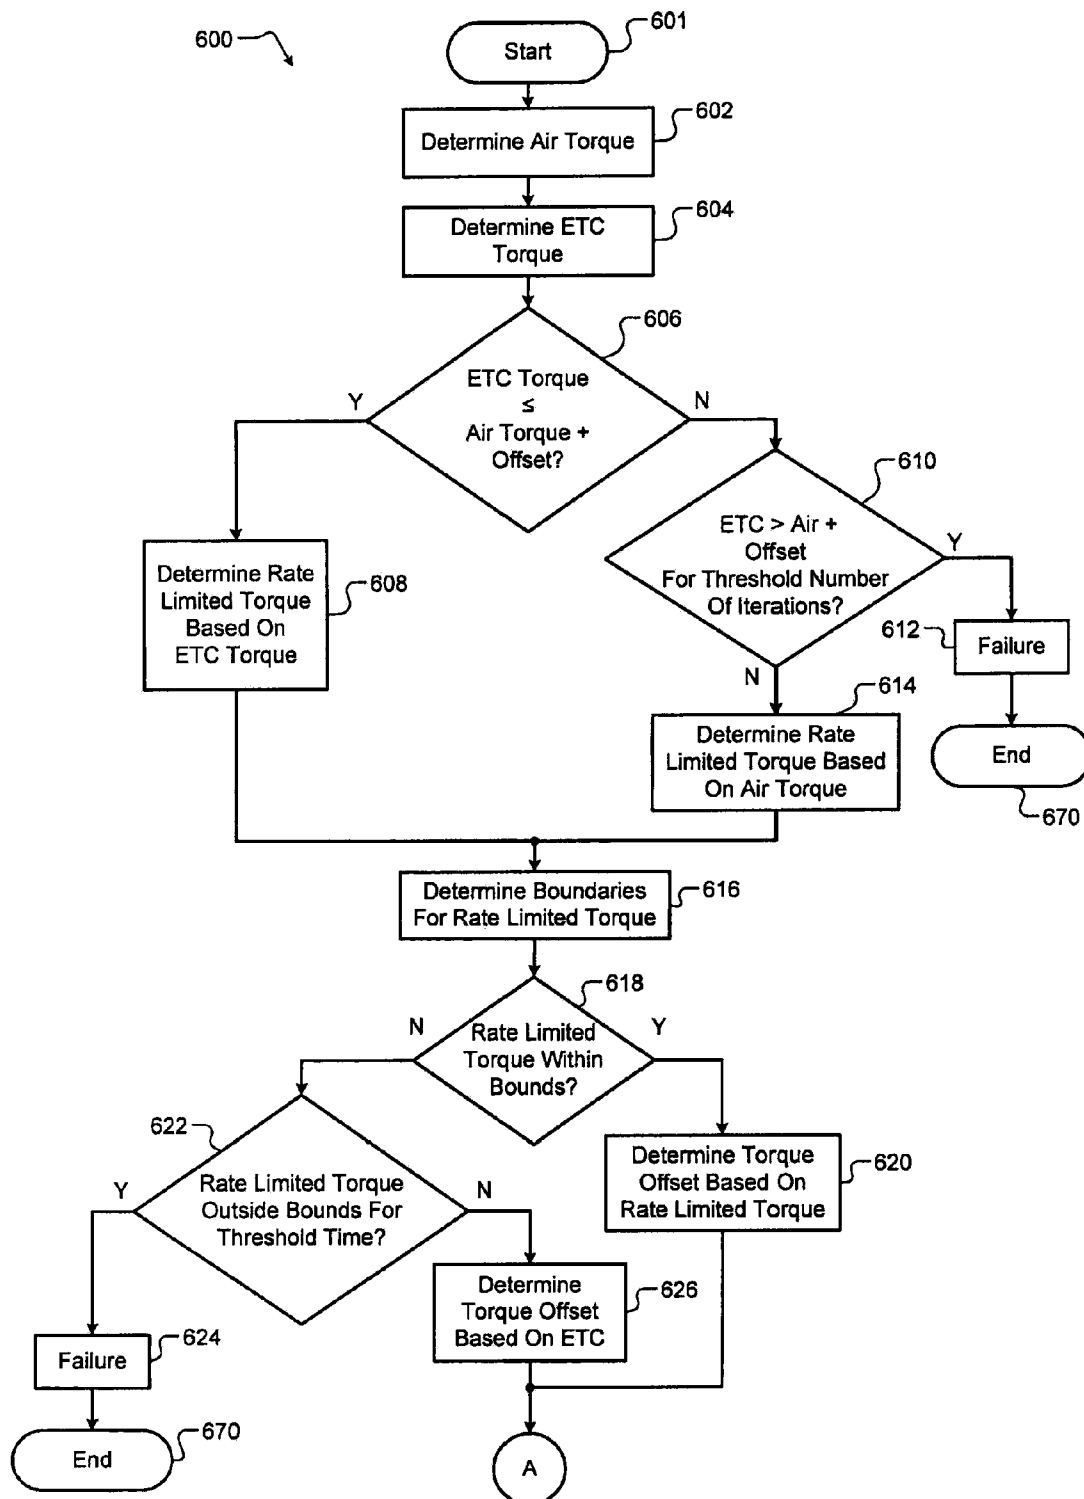 600
601
Start
602
Determine Air Torque
604
Determine ETC
Torque
606
ETC Torque
≤
Air Torque +
Offset?
Y
N
610
ETC > Air +
Offset
For Threshold Number
Of Iterations?
Y
N
Determine Rate
Limited Torque
Based On
ETC Torque
608
612
Failure
614
Determine Rate
Limited Torque Based
On Air Torque
End
670
Determine Boundaries
For Rate Limited Torque
616
618
Rate Limited
Torque Within
Bounds?
N
Y
622
Rate Limited Torque
Outside Bounds For
Threshold Time?
Y
N
Determine Torque
Offset Based On
Rate Limited Torque
620
Determine
Torque Offset
Based On ETC
626
Failure
624
End
670
A